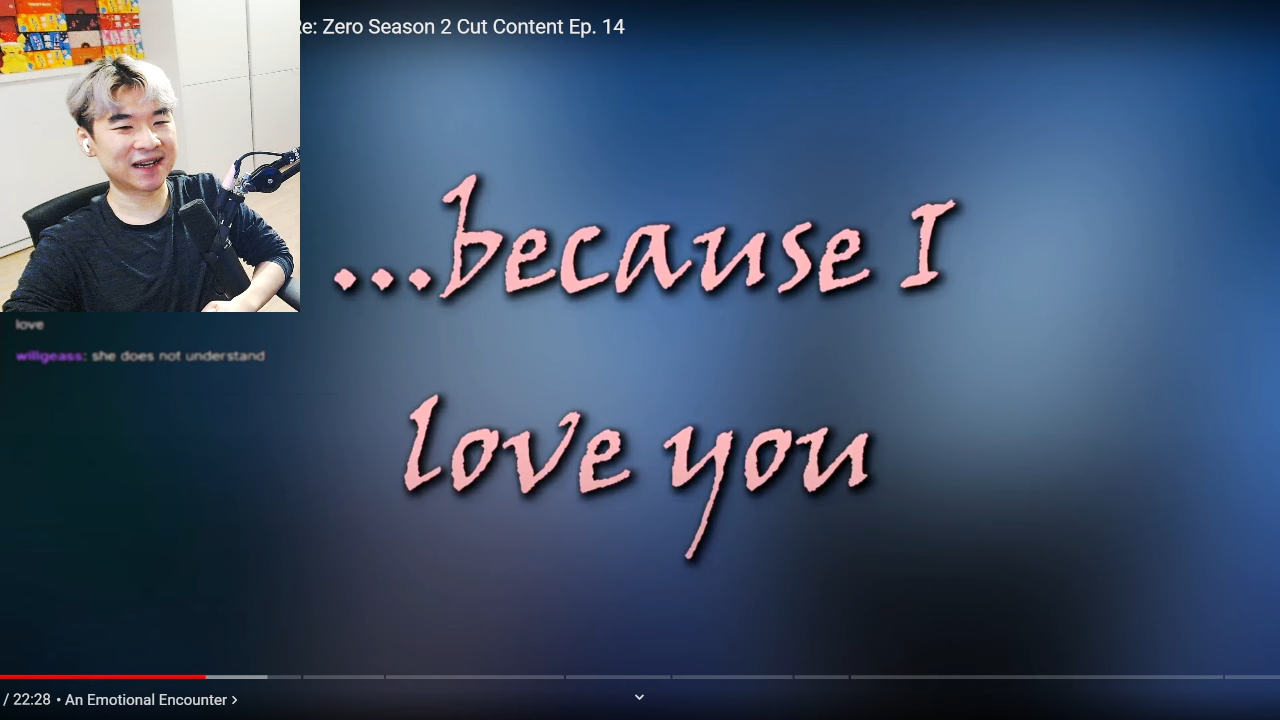 Re: Zero Season 2 Cut Content Ep. 14
...because I
love you
love
willgeass: she does not understand
/ 22:28 • An Emotional Encounter